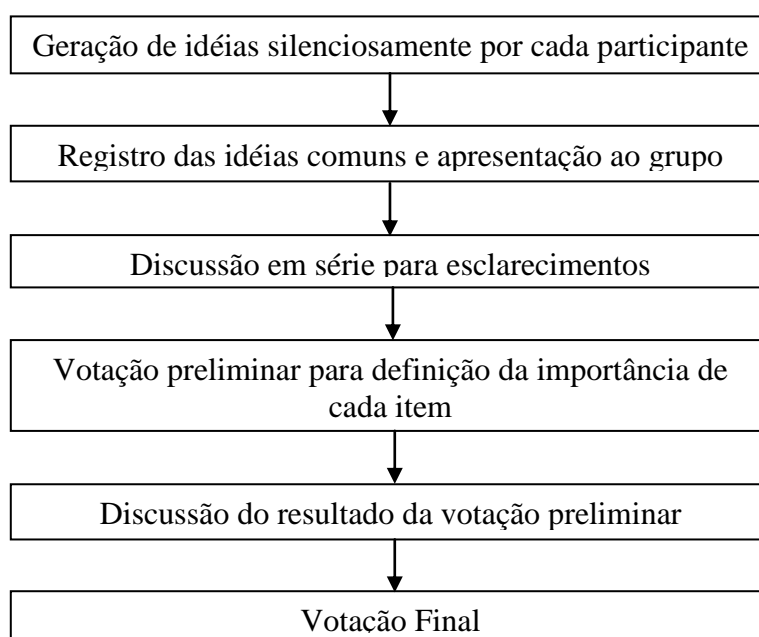 Geração de idéias silenciosamente por cada participante
Registro das idéias comuns e apresentação ao grupo
Discussão em série para esclarecimentos
Votação preliminar para definição da importância de
cada item
Discussão do resultado da votação preliminar
Votação Final